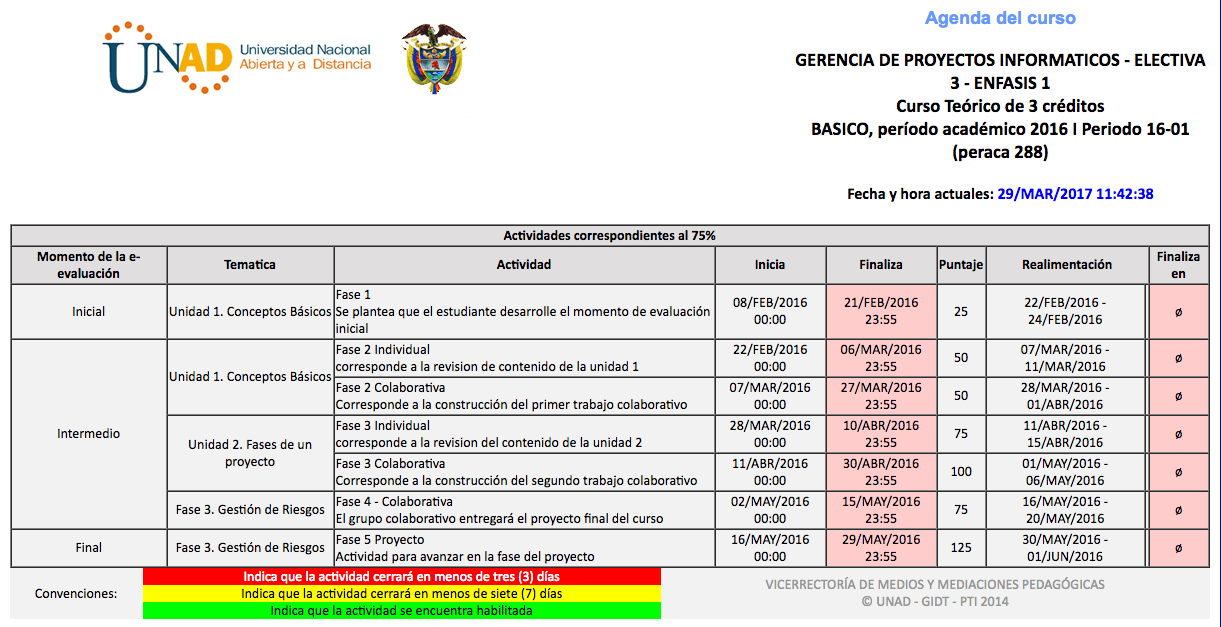 UNAD Universidad Nacional
Abierta y a Distancia
Agenda del curso
GERENCIA DE PROYECTOS INFORMATICOS - ELECTIVA
3 - ENFASIS 1
Curso Teórico de 3 créditos
BASICO, período académico 2016 I Periodo 16-01
(peraca 288)
Fecha y hora actuales: 29/MAR/2017 11:42:38
Actividades correspondientes al 75%
Momento de la e-
evaluación
Tematica
Actividad
Inicia
Finaliza
Puntaje
Realimentación
Finaliza
en
Inicial
Unidad 1. Conceptos Básicos
Fase 1
Se plantea que el estudiante desarrolle el momento de evaluación
inicial
08/FEB/2016
00:00
21/FEB/2016
23:55
25
22/FEB/2016 -
24/FEB/2016
ø
Intermedio
Unidad 1. Conceptos Básicos
Fase 2 Individual
corresponde a la revision de contenido de la unidad 1
22/FEB/2016
00:00
06/MAR/2016
23:55
50
07/MAR/2016 -
11/MAR/2016
ø
Fase 2 Colaborativa
Corresponde a la construcción del primer trabajo colaborativo
07/MAR/2016
00:00
27/MAR/2016
23:55
50
28/MAR/2016 -
01/ABR/2016
ø
Unidad 2. Fases de un
proyecto
Fase 3 Individual
corresponde a la revision del contenido de la unidad 2
28/MAR/2016
00:00
10/ABR/2016
23:55
75
11/ABR/2016 -
15/ABR/2016
ø
Fase 3 Colaborativa
Corresponde a la construcción del segundo trabajo colaborativo
11/ABR/2016
00:00
30/ABR/2016
23:55
100
01/MAY/2016 -
06/MAY/2016
ø
Fase 3. Gestión de Riesgos
Fase 4 - Colaborativa
El grupo colaborativo entregará el proyecto final del curso
02/MAY/2016
00:00
15/MAY/2016
23:55
75
16/MAY/2016 -
20/MAY/2016
ø
Final
Fase 3. Gestión de Riesgos
Fase 5 Proyecto
Actividad para avanzar en la fase del proyecto
16/MAY/2016
00:00
29/MAY/2016
23:55
125
30/MAY/2016 -
01/JUN/2016
ø
Convenciones:
Indica que la actividad cerrará en menos de tres (3) días
Indica que la actividad cerrará en menos de siete (7) días
Indica que la actividad se encuentra habilitada
VICERRECTORÍA DE MEDIOS Y MEDIACIONES PEDAGÓGICAS
© UNAD - GIDT - PTI 2014